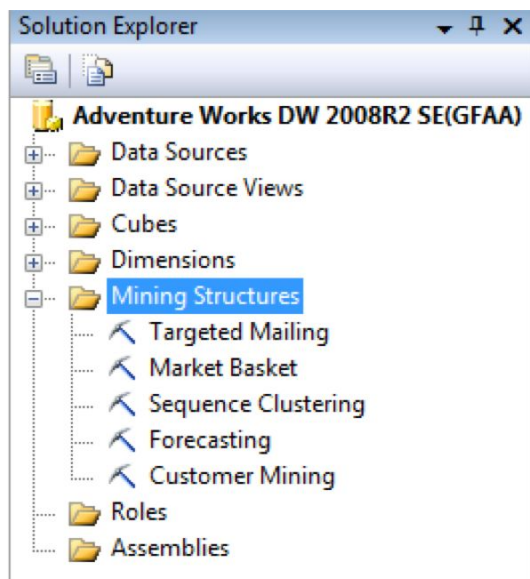 Solution Explorer
Adventure Works DW 2008R2 SE(GFAA)
Data Sources
Data Source Views
Cubes
Dimensions
Mining Structures
Targeted Mailing
Market Basket
Sequence Clustering
Forecasting
Customer Mining
Roles
Assemblies